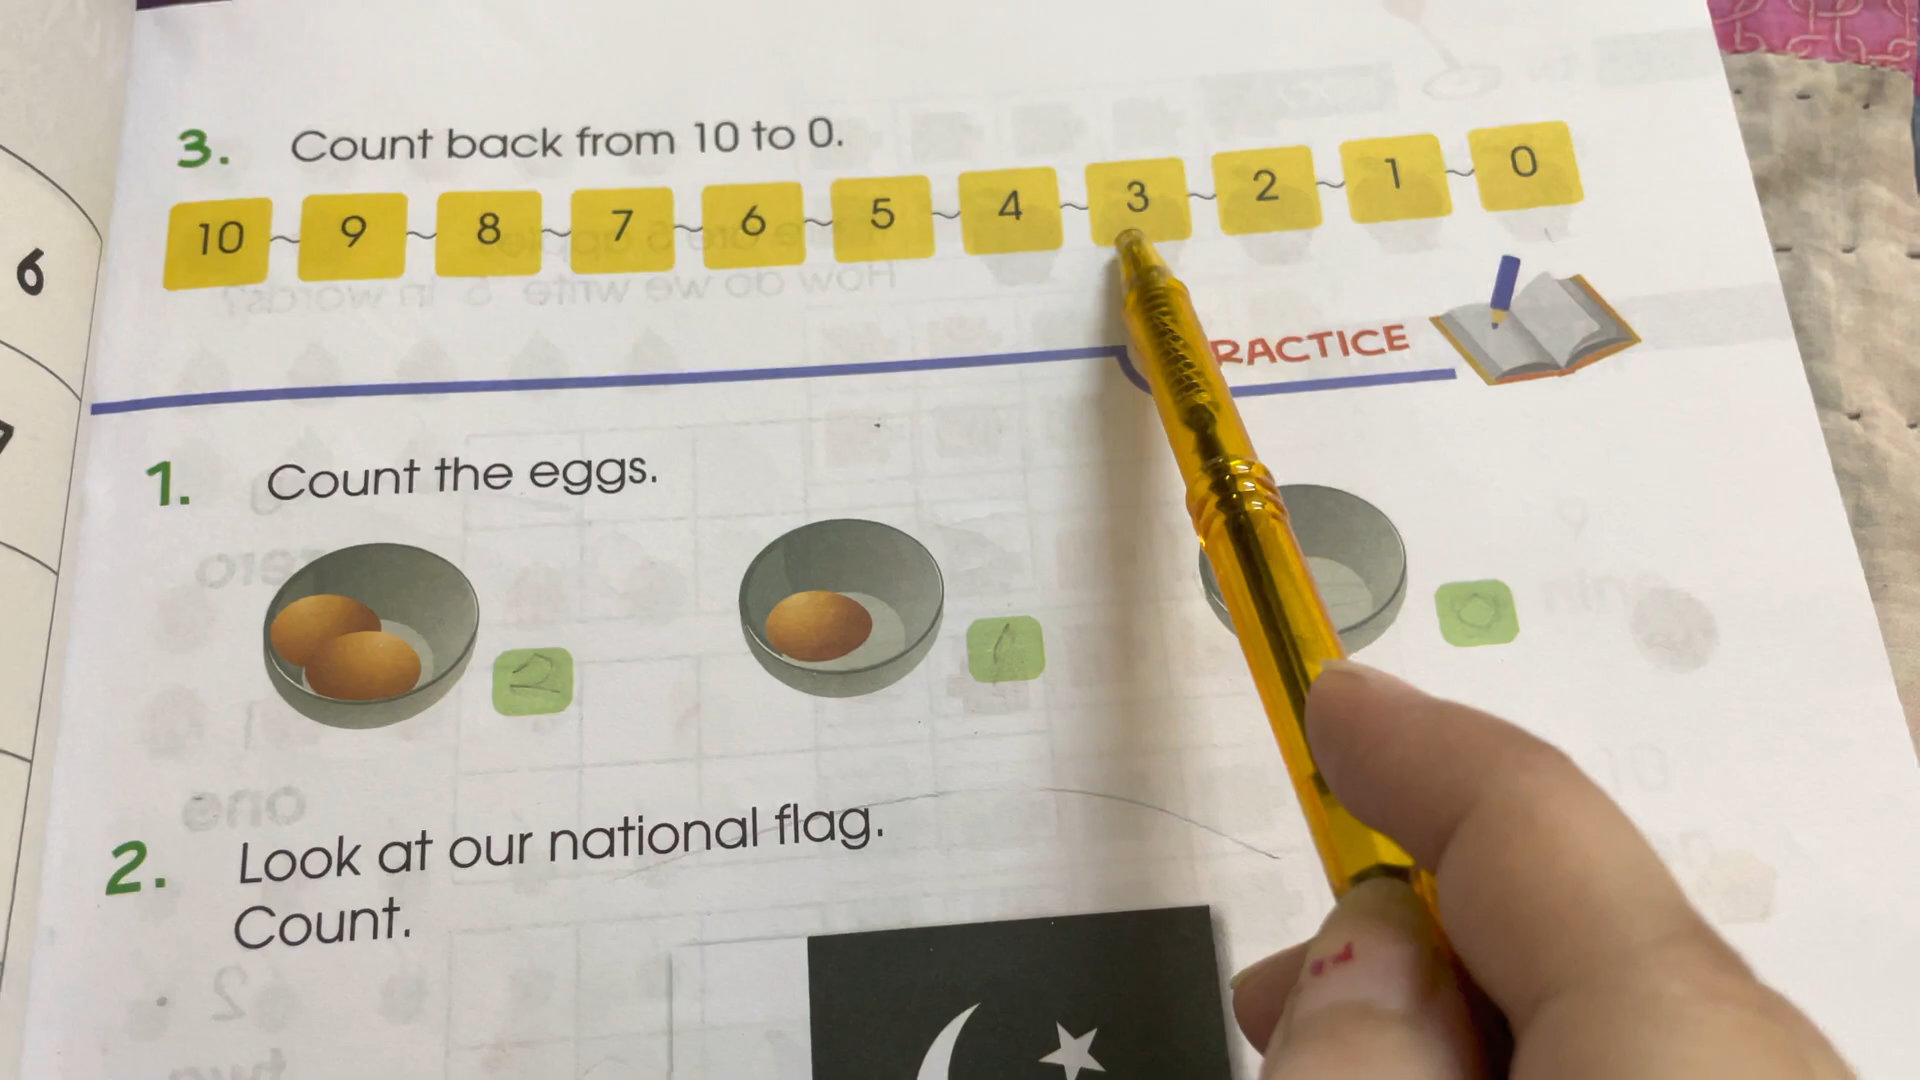 6
3. Count back from 10 to 0.
10 ~ 9 ~ 8 ~ 7 ~ 6 ~ 5 ~ 4 ~ 3 ~ 2 ~ 1 ~ 0
RACTICE
1. Count the eggs.
2 1 0
2. Look at our national flag.
Count.